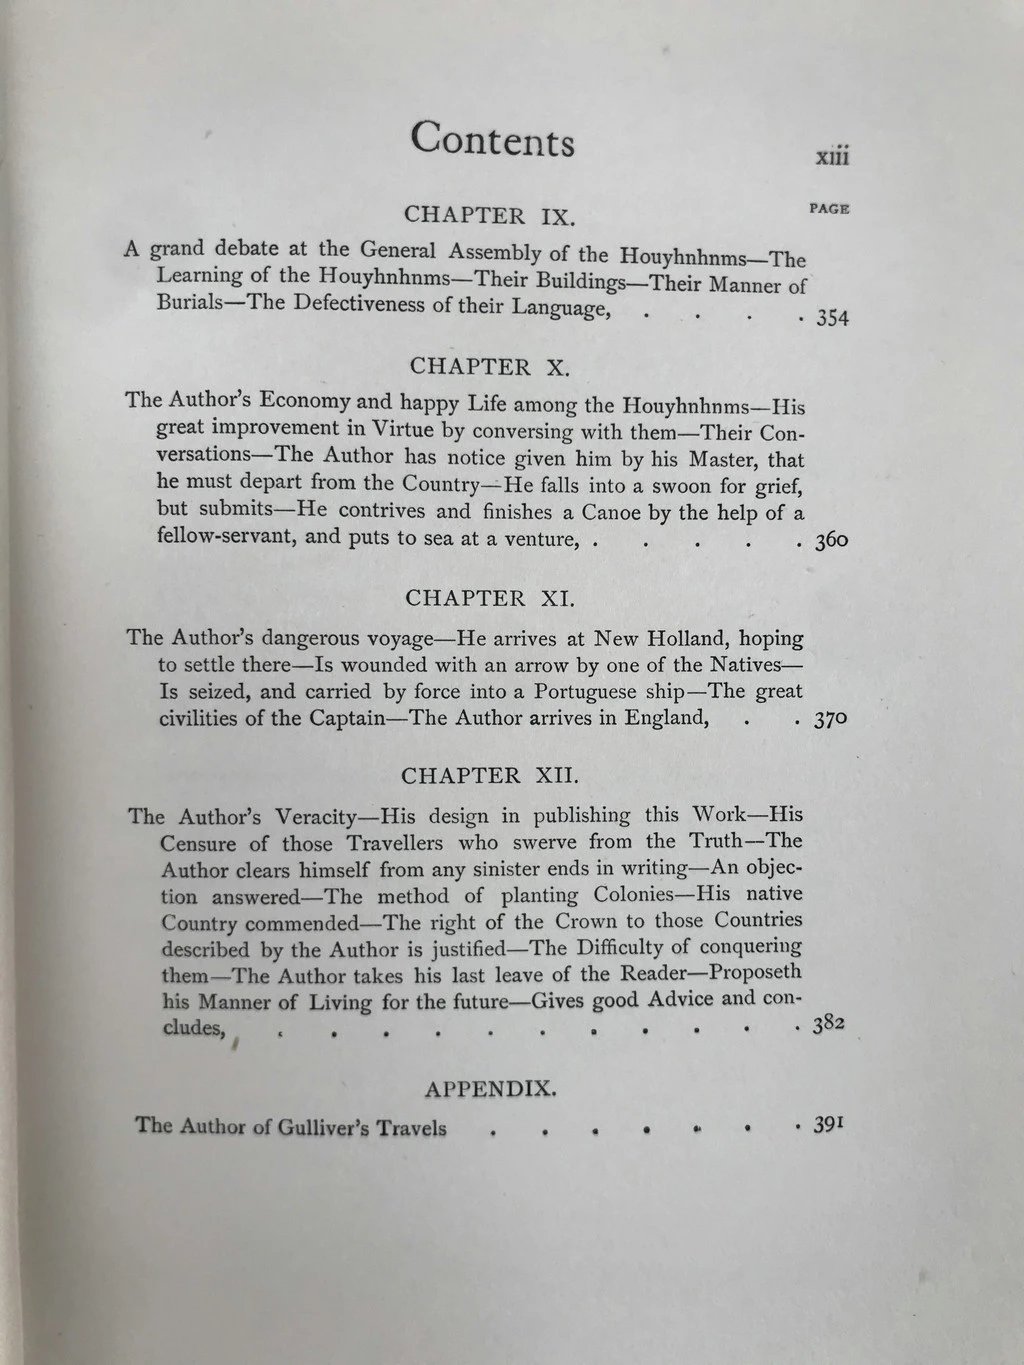 Contents
xiii
CHAPTER IX.
PAGE
A grand debate at the General Assembly of the Houyhnhnms—The
Learning of the Houyhnhnms—Their Buildings—Their Manner of
Burials—The Defectiveness of their Language, . . . . 354
CHAPTER X.
The Author's Economy and happy Life among the Houyhnhnms—His
great improvement in Virtue by conversing with them—Their Con-
versations—The Author has notice given him by his Master, that
he must depart from the Country—He falls into a swoon for grief,
but submits—He contrives and finishes a Canoe by the help of a
fellow-servant, and puts to sea at a venture, . . . . . 360
CHAPTER XI.
The Author's dangerous voyage—He arrives at New Holland, hoping
to settle there—Is wounded with an arrow by one of the Natives—
Is seized, and carried by force into a Portuguese ship—The great
civilities of the Captain—The Author arrives in England, . . 370
CHAPTER XII.
The Author's Veracity—His design in publishing this Work—His
Censure of those Travellers who swerve from the Truth—The
Author clears himself from any sinister ends in writing—An objec-
tion answered—The method of planting Colonies—His native
Country commended—The right of the Crown to those Countries
described by the Author is justified—The Difficulty of conquering
them—The Author takes his last leave of the Reader—Proposeth
his Manner of Living for the future—Gives good Advice and con-
cludes, . . . . . . . . . . . 382
APPENDIX.
The Author of Gulliver's Travels . . . . . . . 391